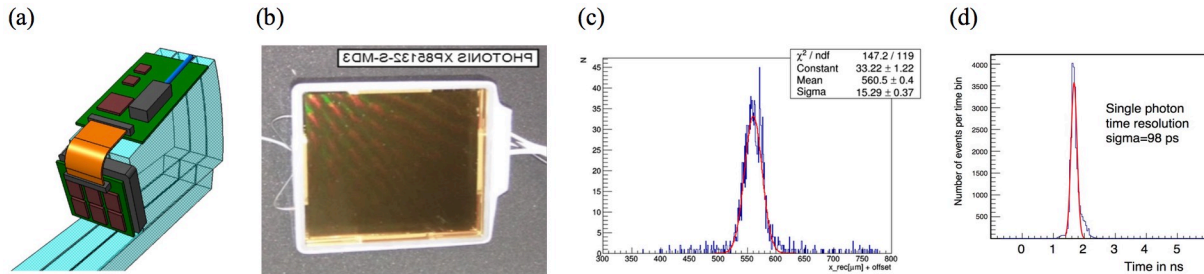 (a)
(b)
(c)
(d)
PHOTONIS XP85132-S-MD3
χ² / ndf 147.2 / 119
Constant 33.22 ± 1.22
Mean 560.5 ± 0.4
Sigma 15.29 ± 0.37
N
45
40
35
30
25
20
15
10
5
0
300 350 400 450 500 550 600 650 700 750 800
x_rec[μm] + offset
Number of events per time bin
4000
3500
3000
2500
2000
1500
1000
500
Single photon
time resolution
sigma=98 ps
0 1 2 3 4 5
Time in ns